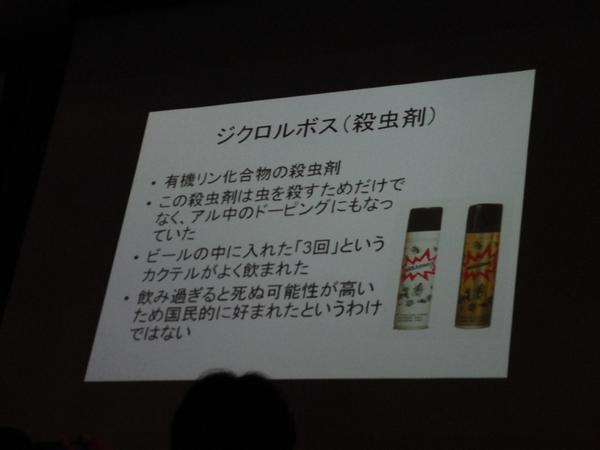 ジクロルボス(殺虫剤)
• 有機リン化合物の殺虫剤
• この殺虫剤は虫を殺すためだけで
なく、アル中のドーピングにもなっ
ていた
• ビールの中に入れた「3回」という
カクテルがよく飲まれた
• 飲み過ぎると死ぬ可能性が高い
ため国民的に好まれたというわけ
ではない